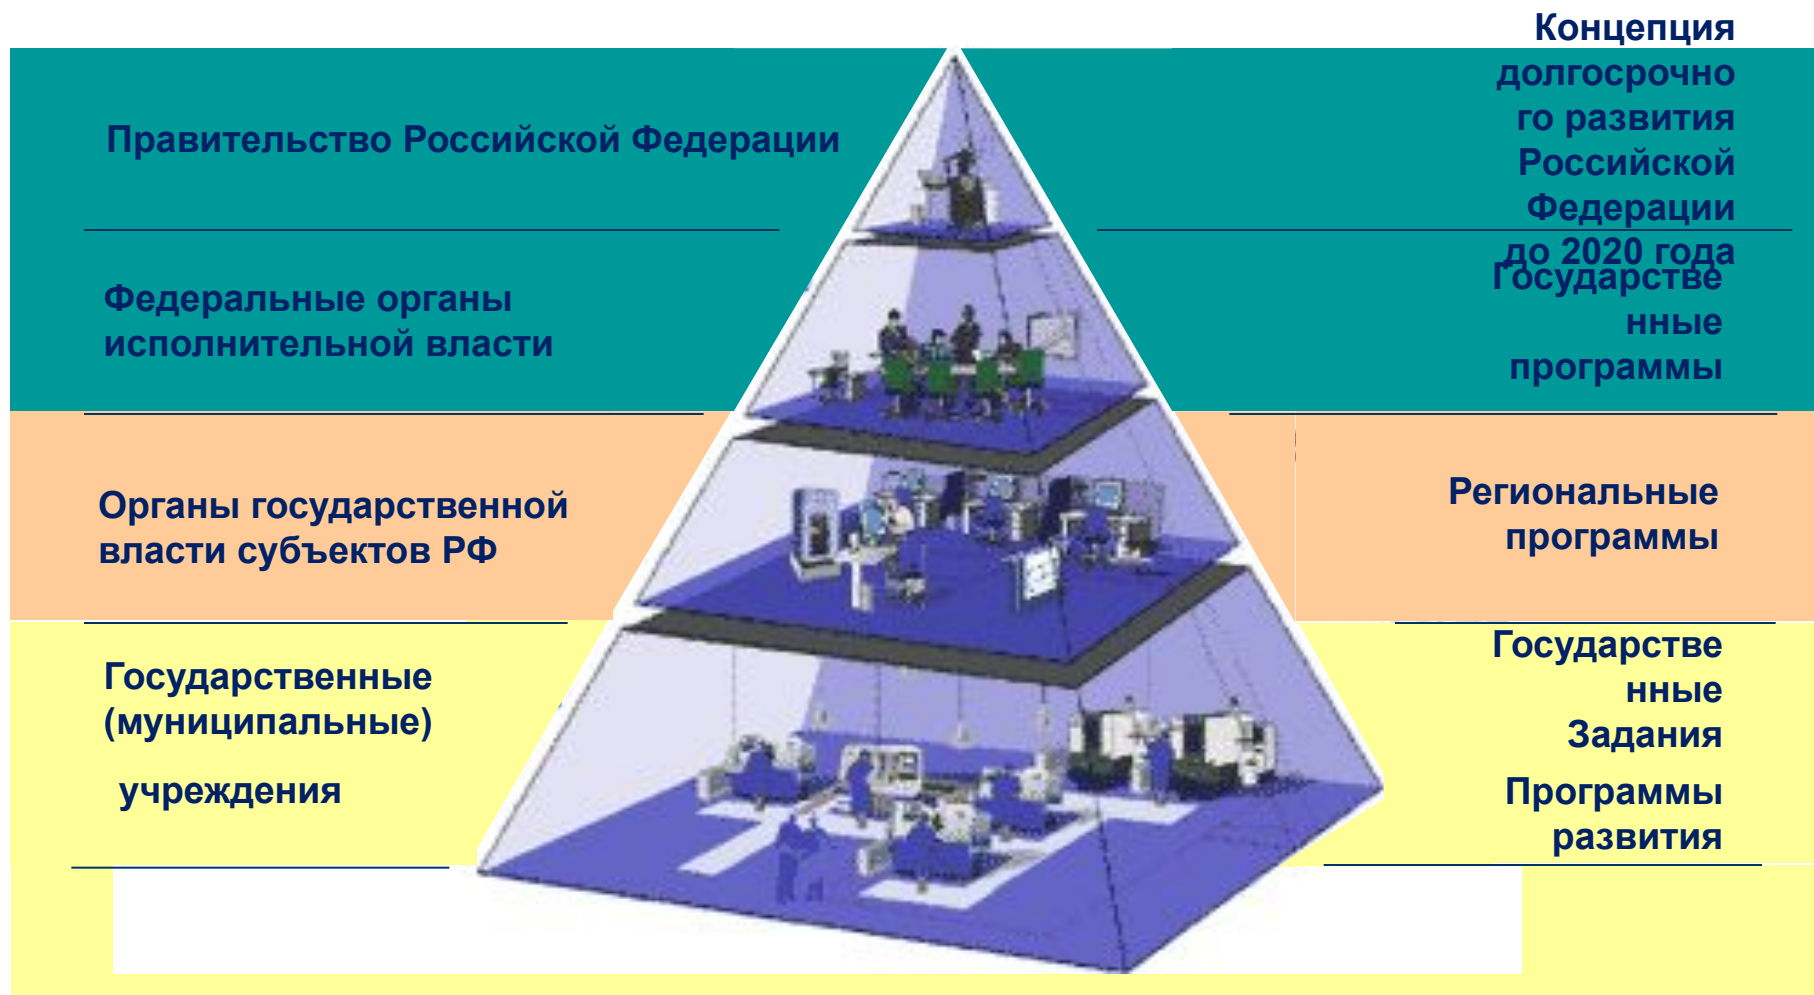 Концепция
долгосрочно
го развития
Российской
Федерации
до 2020 года
Правительство Российской Федерации
Федеральные органы
исполнительной власти
Государстве
нные
программы
Органы государственной
власти субъектов РФ
Региональные
программы
Государственные
(муниципальные)
учреждения
Государстве
нные
Задания
Программы
развития